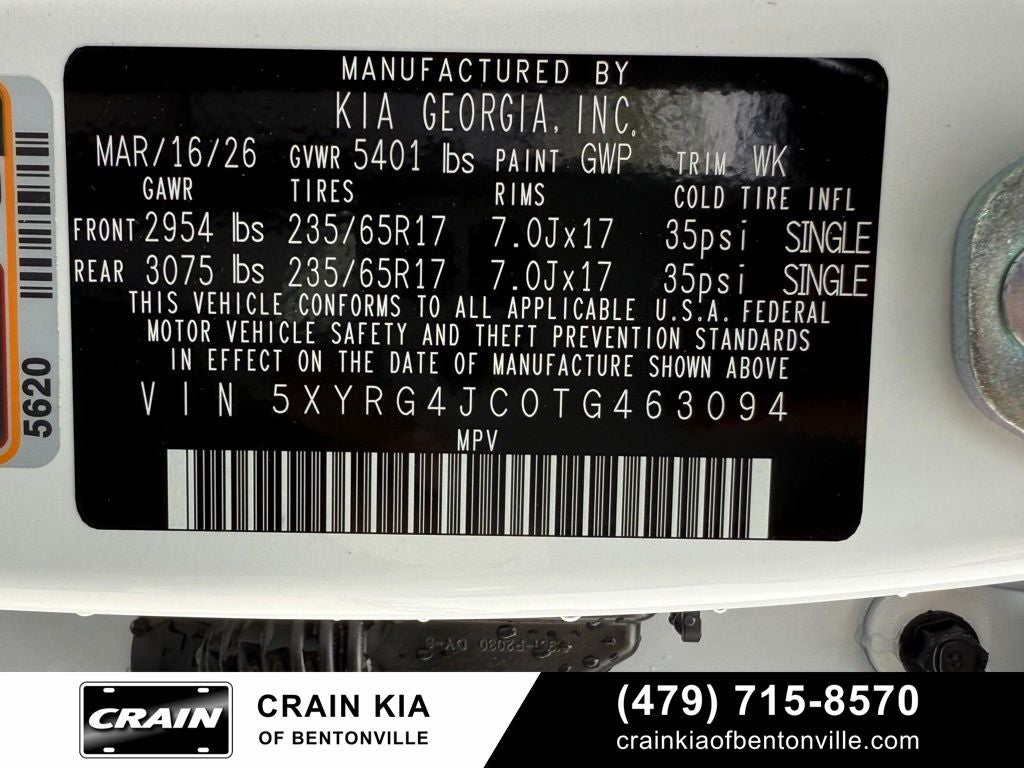 MANUFACTURED BY
KIA GEORGIA, INC.
MAR/16/26 GVWR 5401 lbs PAINT GWP TRIM WK
GAWR TIRES RIMS COLD TIRE INFL
FRONT 2954 lbs 235/65R17 7.0Jx17 35psi SINGLE
REAR 3075 lbs 235/65R17 7.0Jx17 35psi SINGLE
THIS VEHICLE CONFORMS TO ALL APPLICABLE U.S.A. FEDERAL
MOTOR VEHICLE SAFETY AND THEFT PREVENTION STANDARDS
IN EFFECT ON THE DATE OF MANUFACTURE SHOWN ABOVE
VIN 5XYRG4JC0TG463094
MPV
5620
CRAIN
CRAIN KIA
OF BENTONVILLE
(479) 715-8570
crainkiaofbentonville.com